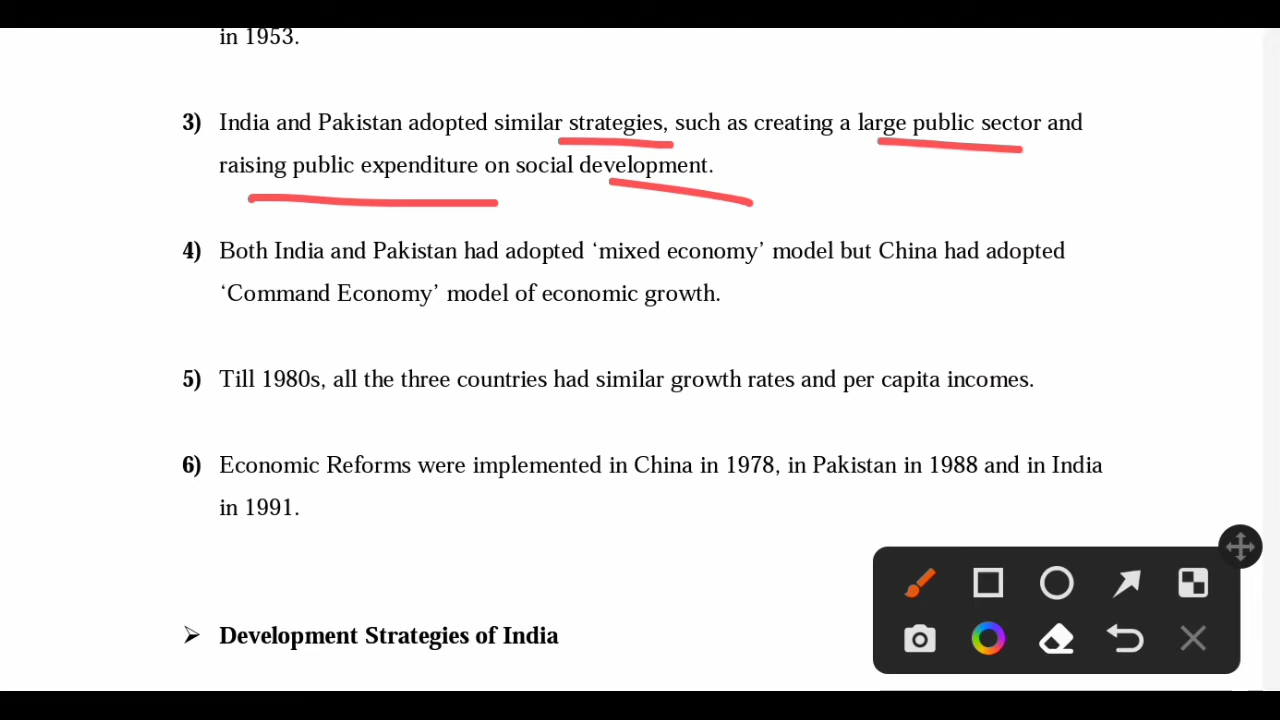 in 1953.
3) India and Pakistan adopted similar strategies, such as creating a large public sector and
raising public expenditure on social development.
4) Both India and Pakistan had adopted ‘mixed economy’ model but China had adopted
‘Command Economy’ model of economic growth.
5) Till 1980s, all the three countries had similar growth rates and per capita incomes.
6) Economic Reforms were implemented in China in 1978, in Pakistan in 1988 and in India
in 1991.
➢ Development Strategies of India